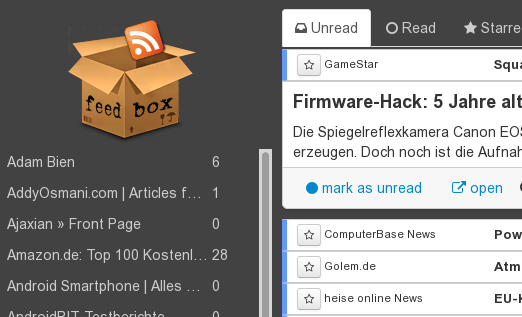 feed box
Adam Bien 6
AddyOsmani.com | Articles f... 1
Ajaxian » Front Page 0
Amazon.de: Top 100 Kostenl... 28
Android Smartphone | Alles ... 0
AndroidPIT Testberichte 0
Unread Read Starre
GameStar Squa
Firmware-Hack: 5 Jahre alt
Die Spiegelreflexkamera Canon EOS
erzeugen. Doch noch ist die Aufnah
mark as unread open
ComputerBase News Pow
Golem.de Atm
heise online News EU-K